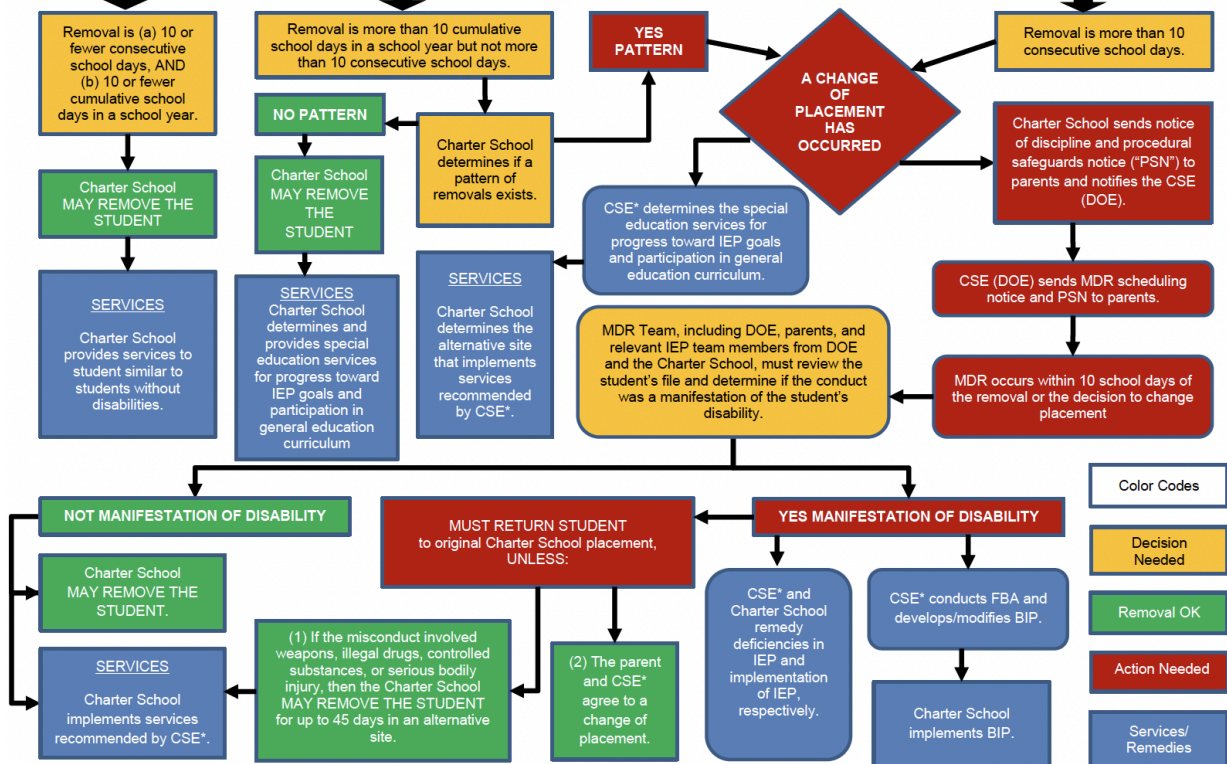 Removal is (a) 10 or
fewer consecutive
school days, AND
(b) 10 or fewer
cumulative school
days in a school year.
Removal is more than 10 cumulative
school days in a school year but not more
than 10 consecutive school days.
YES
PATTERN
Removal is more than 10
consecutive school days.
A CHANGE
OF
PLACEMENT
HAS
OCCURRED
NO PATTERN
Charter School
determines if a
pattern of
removals exists.
Charter School sends notice
of discipline and procedural
safeguards notice (“PSN”) to
parents and notifies the CSE
(DOE).
Charter School
MAY REMOVE THE
STUDENT
Charter School
MAY REMOVE
THE
STUDENT
CSE* determines the special
education services for
progress toward IEP goals
and participation in general
education curriculum.
CSE (DOE) sends MDR scheduling
notice and PSN to parents.
SERVICES
Charter School
provides services to
student similar to
students without
disabilities.
SERVICES
Charter School
determines and
provides special
education services
for progress toward
IEP goals and
participation in
general education
curriculum
SERVICES
Charter School
determines the
alternative site
that implements
services
recommended
by CSE*.
MDR Team, including DOE, parents, and
relevant IEP team members from DOE
and the Charter School, must review the
student’s file and determine if the conduct
was a manifestation of the student’s
disability.
MDR occurs within 10 school days of
the removal or the decision to change
placement
NOT MANIFESTATION OF DISABILITY
MUST RETURN STUDENT
to original Charter School placement,
UNLESS:
YES MANIFESTATION OF DISABILITY
Charter School
MAY REMOVE THE
STUDENT.
SERVICES
Charter School
implements services
recommended by CSE*.
(1) If the misconduct involved
weapons, illegal drugs, controlled
substances, or serious bodily
injury, then the Charter School
MAY REMOVE THE STUDENT
for up to 45 days in an alternative
site.
(2) The parent
and CSE*
agree to a
change of
placement.
CSE* and
Charter School
remedy
deficiencies in
IEP and
implementation
of IEP,
respectively.
CSE* conducts FBA and
develops/modifies BIP.
Charter School
implements BIP.
Color Codes
Decision
Needed
Removal OK
Action Needed
Services/
Remedies